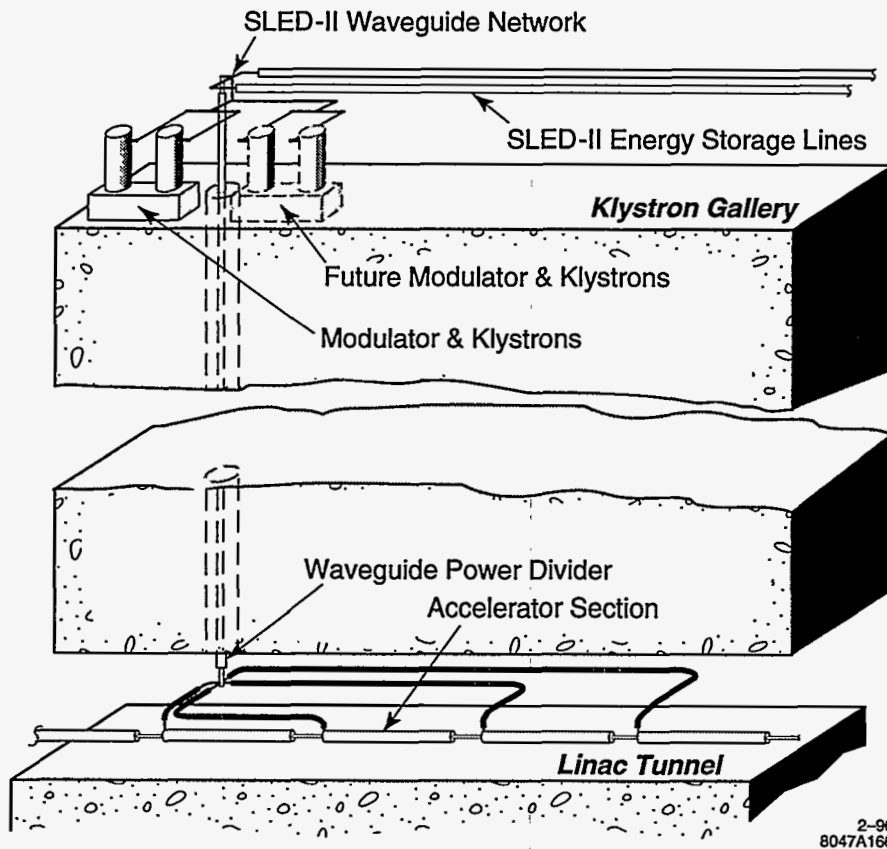 SLED-II Waveguide Network
SLED-II Energy Storage Lines
Klystron Gallery
Future Modulator & Klystrons
Modulator & Klystrons
Waveguide Power Divider
Accelerator Section
Linac Tunnel